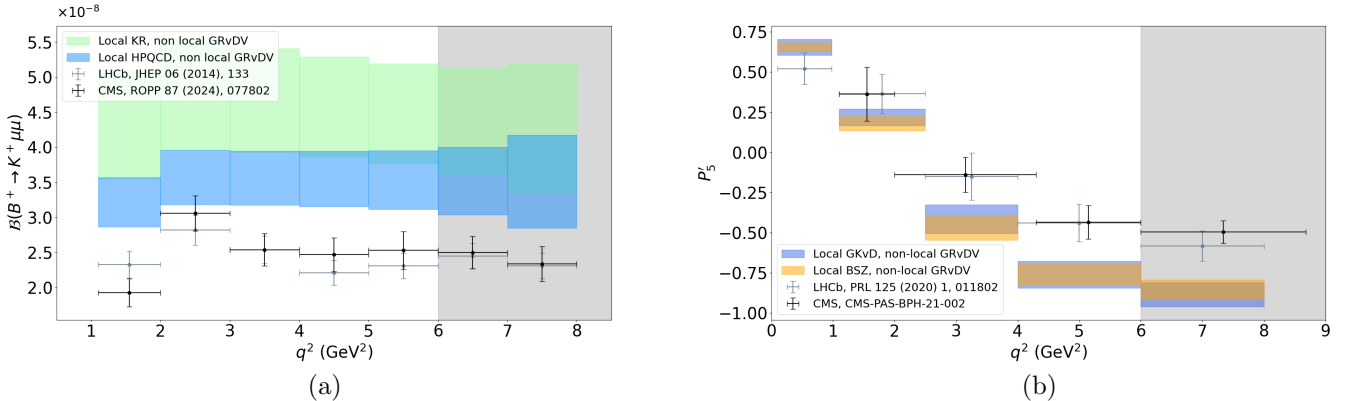 ×10⁻⁸
5.5
5.0
4.5
4.0
3.5
3.0
2.5
2.0
B(B⁺ → K⁺ μμ)
Local KR, non local GRvDV
Local HPQCD, non local GRvDV
LHCb, JHEP 06 (2014), 133
CMS, ROPP 87 (2024), 077802
1 2 3 4 5 6 7 8
q² (GeV²)
(a)
0.75
0.50
0.25
0.00
−0.25
−0.50
−0.75
−1.00
P′₅
Local GKvD, non-local GRvDV
Local BSZ, non-local GRvDV
LHCb, PRL 125 (2020) 1, 011802
CMS, CMS-PAS-BPH-21-002
0 1 2 3 4 5 6 7 8 9
q² (GeV²)
(b)